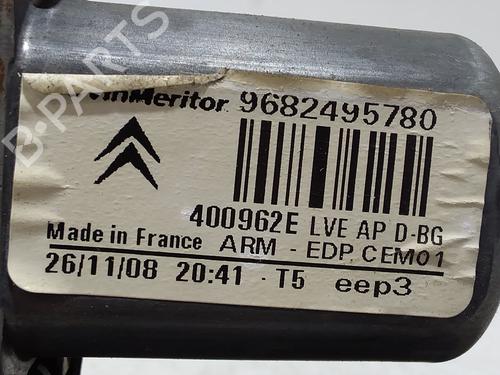 B-PARTS
inMeritor 9682495780
400962E LVE AP D-BG
Made in France ARM - EDP.CEM01
26/11/08 20:41 - T5 eep3